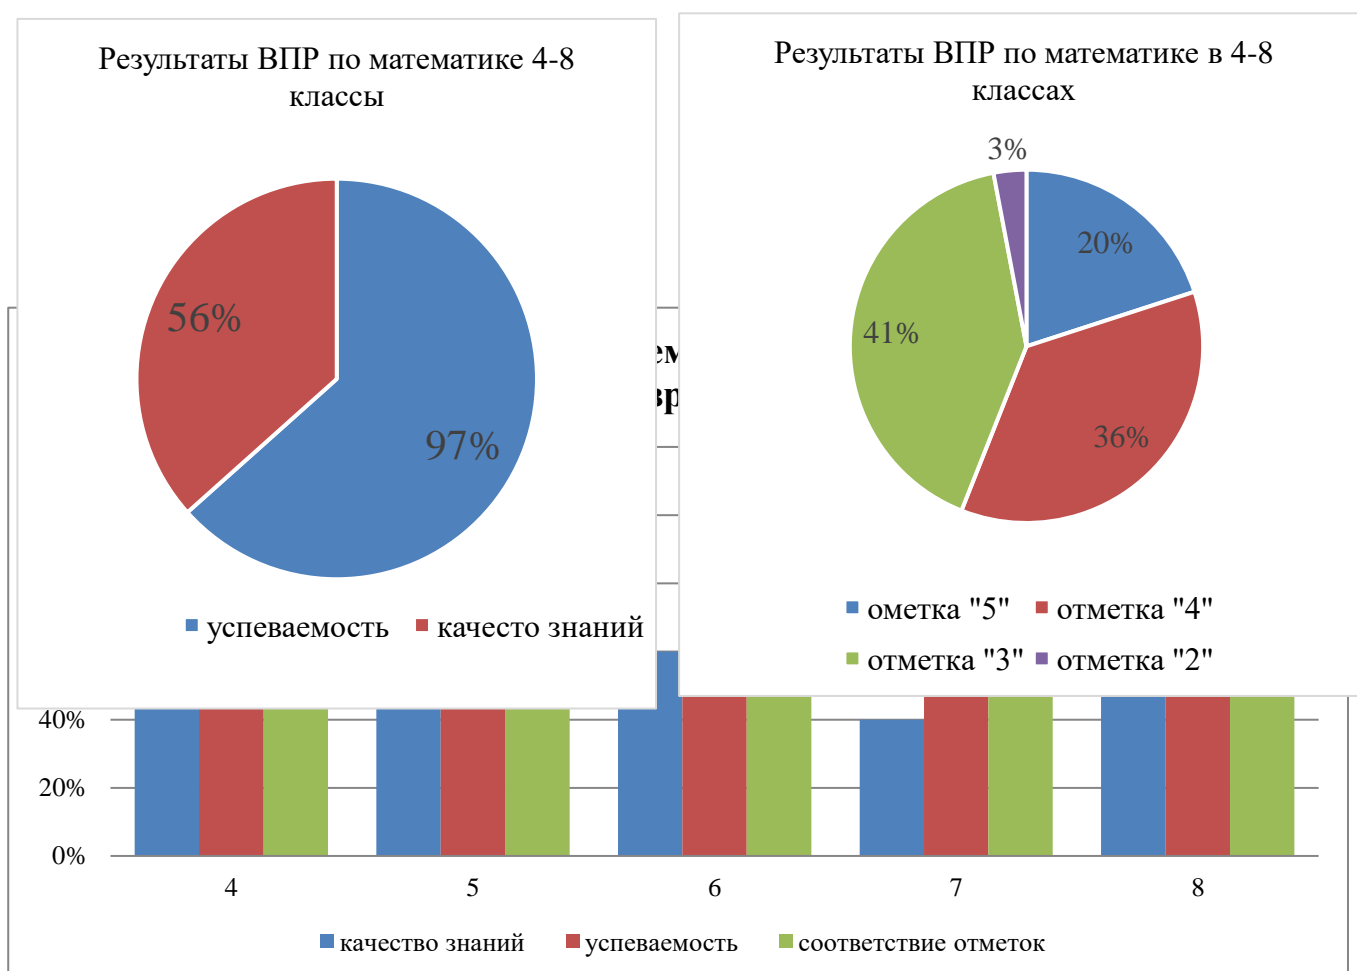 Результаты ВПР по математике 4-8
классы
56%
97%
успеваемость качесто знаний
Результаты ВПР по математике в 4-8
классах
3%
20%
41%
36%
ометка "5" отметка "4"
отметка "3" отметка "2"
40%
20%
0%
4 5 6 7 8
качество знаний успеваемость соответствие отметок